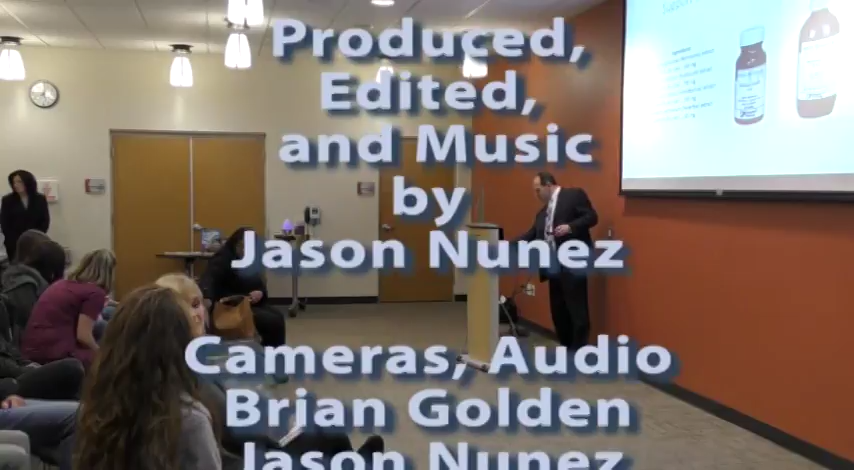 Produced,
Edited,
and Music
by
Jason Nunez
Cameras, Audio
Brian Golden
Jason Nunez